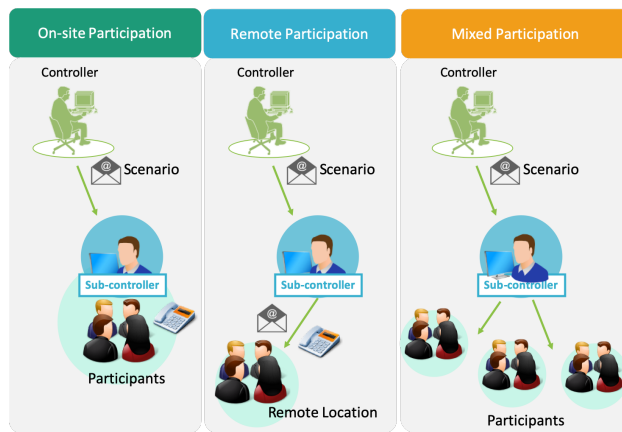 On-site Participation
Controller
@
Scenario
Sub-controller
Participants
Remote Participation
Controller
@
Scenario
Sub-controller
@
Remote Location
Mixed Participation
Controller
@
Scenario
Sub-controller
Participants